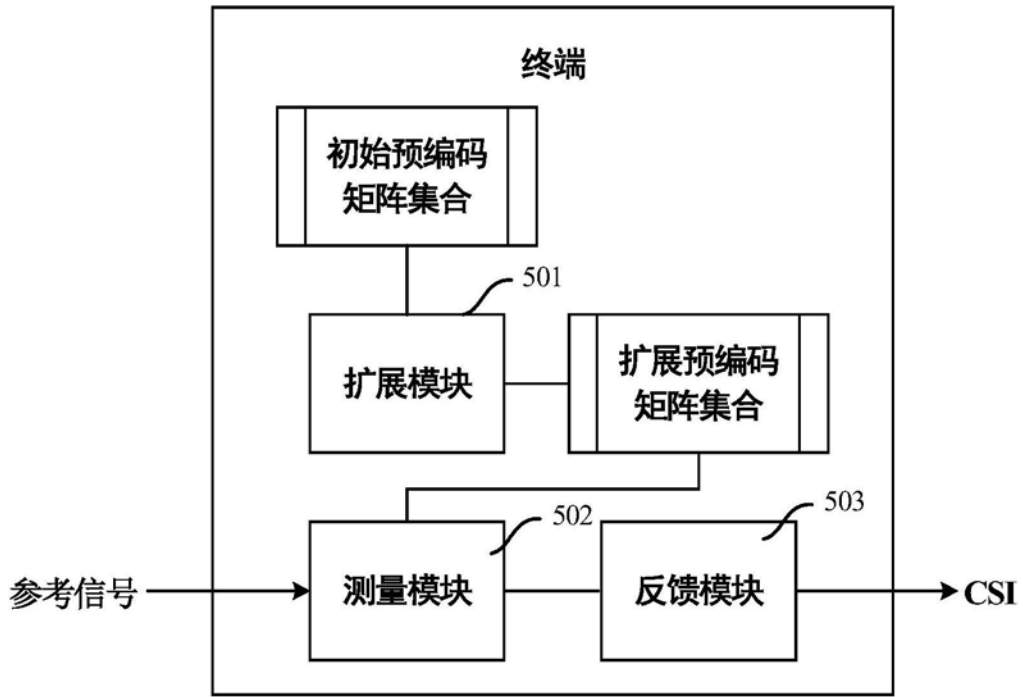 终端
初始预编码
矩阵集合
501
扩展模块
扩展预编码
矩阵集合
502
503
参考信号
测量模块
反馈模块
CSI